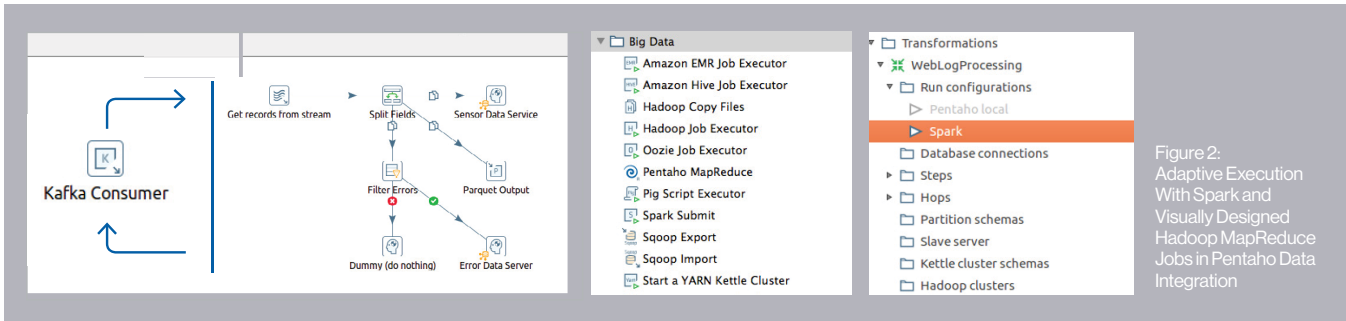 Kafka Consumer
Get records from stream
Split Fields
Sensor Data Service
Filter Errors
Parquet Output
Dummy (do nothing)
Error Data Server
Big Data
Amazon EMR Job Executor
Amazon Hive Job Executor
Hadoop Copy Files
Hadoop Job Executor
Oozie Job Executor
Pentaho MapReduce
Pig Script Executor
Spark Submit
Sqoop Export
Sqoop Import
Start a YARN Kettle Cluster
Transformations
WebLogProcessing
Run configurations
Pentaho local
Spark
Database connections
Steps
Hops
Partition schemas
Slave server
Kettle cluster schemas
Hadoop clusters
Figure 2:
Adaptive Execution
With Spark and
Visually Designed
Hadoop MapReduce
Jobs in Pentaho Data
Integration